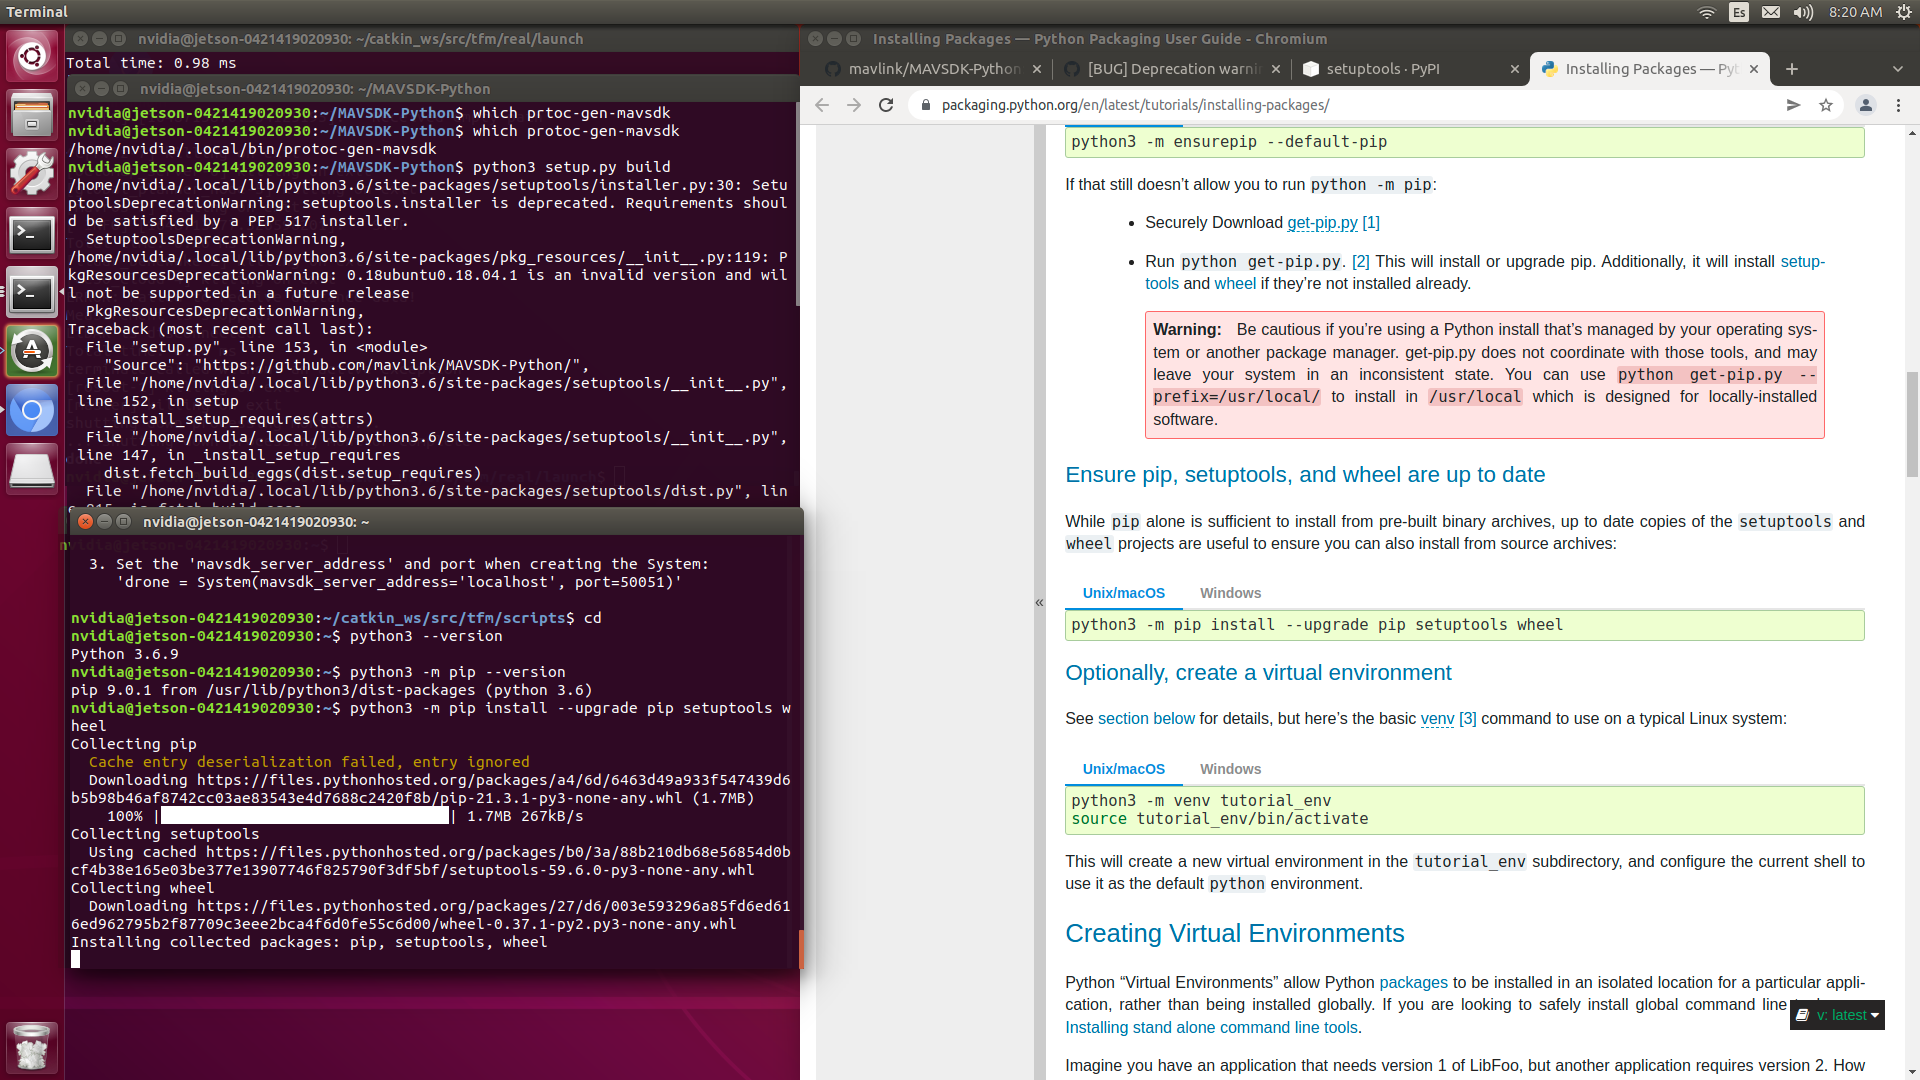 Terminal
Es
8:20 AM
nvidia@jetson-0421419020930: ~/catkin_ws/src/tfm/real/launch
Total time: 0.98 ms
nvidia@jetson-0421419020930: ~/MAVSDK-Python
nvidia@jetson-0421419020930:~/MAVSDK-Python$ which prtoc-gen-mavsdk
nvidia@jetson-0421419020930:~/MAVSDK-Python$ which protoc-gen-mavsdk
/home/nvidia/.local/bin/protoc-gen-mavsdk
nvidia@jetson-0421419020930:~/MAVSDK-Python$ python3 setup.py build
/home/nvidia/.local/lib/python3.6/site-packages/setuptools/installer.py:30: Setu
ptoolsDeprecationWarning: setuptools.installer is deprecated. Requirements shoul
d be satisfied by a PEP 517 installer.
SetuptoolsDeprecationWarning,
/home/nvidia/.local/lib/python3.6/site-packages/pkg_resources/__init__.py:119: P
kgResourcesDeprecationWarning: 0.18ubuntu0.18.04.1 is an invalid version and wil
l not be supported in a future release
PkgResourcesDeprecationWarning,
Traceback (most recent call last):
File "setup.py", line 153, in <module>
"Source": "https://github.com/mavlink/MAVSDK-Python/",
File "/home/nvidia/.local/lib/python3.6/site-packages/setuptools/__init__.py",
line 152, in setup
_install_setup_requires(attrs)
File "/home/nvidia/.local/lib/python3.6/site-packages/setuptools/__init__.py",
line 147, in _install_setup_requires
dist.fetch_build_eggs(dist.setup_requires)
File "/home/nvidia/.local/lib/python3.6/site-packages/setuptools/dist.py", lin
nvidia@jetson-0421419020930: ~
3. Set the 'mavsdk_server_address' and port when creating the System:
'drone = System(mavsdk_server_address='localhost', port=50051)'
nvidia@jetson-0421419020930:~/catkin_ws/src/tfm/scripts$ cd
nvidia@jetson-0421419020930:~$ python3 --version
Python 3.6.9
nvidia@jetson-0421419020930:~$ python3 -m pip --version
pip 9.0.1 from /usr/lib/python3/dist-packages (python 3.6)
nvidia@jetson-0421419020930:~$ python3 -m pip install --upgrade pip setuptools w
heel
Collecting pip
Cache entry deserialization failed, entry ignored
Downloading https://files.pythonhosted.org/packages/a4/6d/6463d49a933f547439d6
b5b98b46af8742cc03ae83543e4d7688c2420f8b/pip-21.3.1-py3-none-any.whl (1.7MB)
100% | | 1.7MB 267kB/s
Collecting setuptools
Using cached https://files.pythonhosted.org/packages/b0/3a/88b210db68e56854d0b
cf4b38e165e03be377e13907746f825790f3df5bf/setuptools-59.6.0-py3-none-any.whl
Collecting wheel
Downloading https://files.pythonhosted.org/packages/27/d6/003e593296a85fd6ed61
6ed962795b2f87709c3eee2bca4f6d0fe55c6d00/wheel-0.37.1-py2.py3-none-any.whl
Installing collected packages: pip, setuptools, wheel
Installing Packages — Python Packaging User Guide - Chromium
mavlink/MAVSDK-Python
[BUG] Deprecation warni
setuptools · PyPI
Installing Packages — Pyt
packaging.python.org/en/latest/tutorials/installing-packages/
python3 -m ensurepip --default-pip
If that still doesn’t allow you to run python -m pip:
• Securely Download get-pip.py [1]
• Run python get-pip.py. [2] This will install or upgrade pip. Additionally, it will install setup-
tools and wheel if they’re not installed already.
Warning: Be cautious if you’re using a Python install that’s managed by your operating sys-
tem or another package manager. get-pip.py does not coordinate with those tools, and may
leave your system in an inconsistent state. You can use python get-pip.py --
prefix=/usr/local/ to install in /usr/local which is designed for locally-installed
software.
Ensure pip, setuptools, and wheel are up to date
While pip alone is sufficient to install from pre-built binary archives, up to date copies of the setuptools and
wheel projects are useful to ensure you can also install from source archives:
«
Unix/macOS Windows
python3 -m pip install --upgrade pip setuptools wheel
Optionally, create a virtual environment
See section below for details, but here’s the basic venv [3] command to use on a typical Linux system:
Unix/macOS Windows
python3 -m venv tutorial_env
source tutorial_env/bin/activate
This will create a new virtual environment in the tutorial_env subdirectory, and configure the current shell to
use it as the default python environment.
Creating Virtual Environments
Python “Virtual Environments” allow Python packages to be installed in an isolated location for a particular appli-
cation, rather than being installed globally. If you are looking to safely install global command line
Installing stand alone command line tools.
v: latest
Imagine you have an application that needs version 1 of LibFoo, but another application requires version 2. How